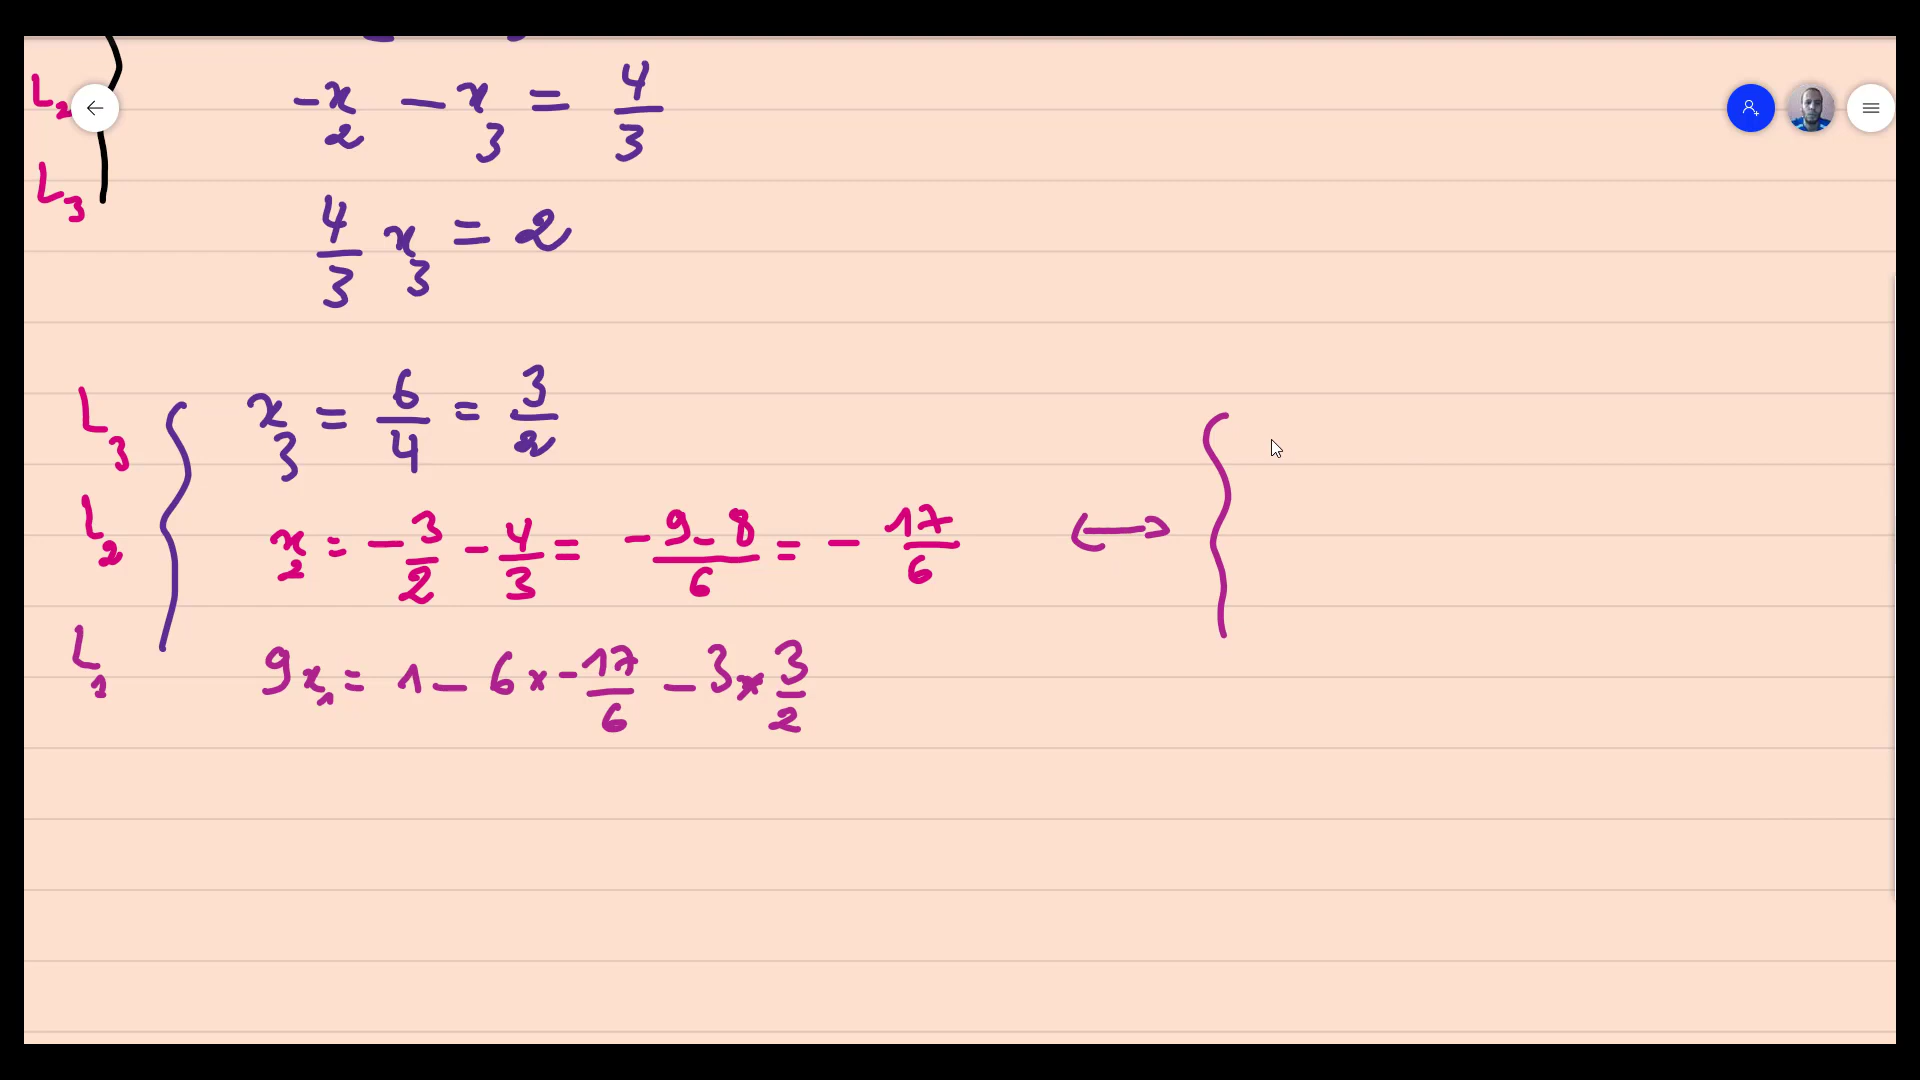 L₂ -x₂ - x₃ = 4/3
L₃ 4/3 x₃ = 2
L₃ x₃ = 6/4 = 3/2
L₂ x₂ = -3/2 - 4/3 = -9-8/6 = -17/6 ↔
L₁ 9x₁ = 1 - 6 × -17/6 - 3 × 3/2